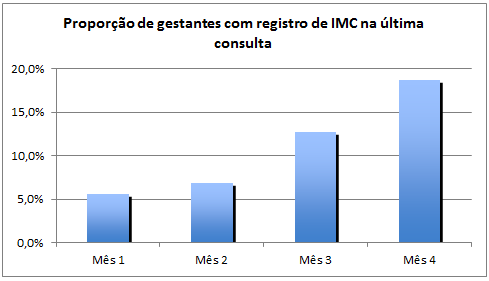 Proporção de gestantes com registro de IMC na última
consulta
20,0%
15,0%
10,0%
5,0%
0,0%
Mês 1 Mês 2 Mês 3 Mês 4